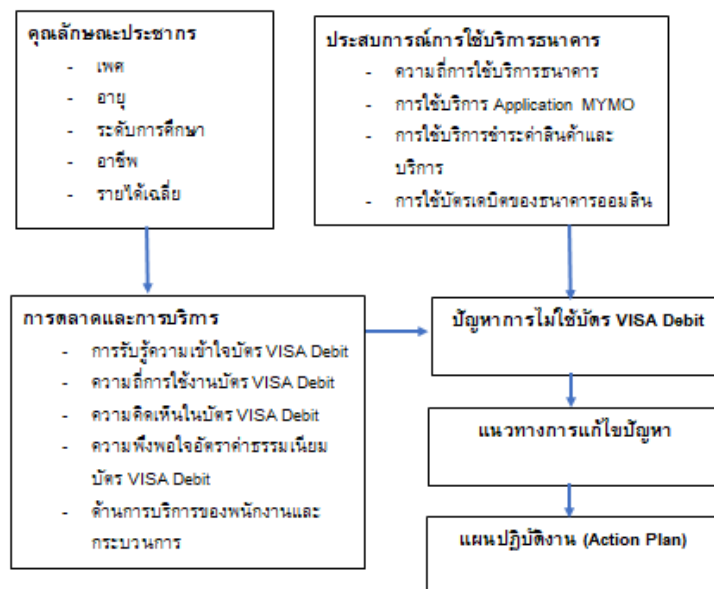 คุณลักษณะประชากร
- เพศ
- อายุ
- ระดับการศึกษา
- อาชีพ
- รายได้เฉลี่ย
ประสบการณ์การใช้บริการธนาคาร
- ความถี่การใช้บริการธนาคาร
- การใช้บริการ Application MYMO
- การใช้บริการชำระค่าสินค้าและ
บริการ
- การใช้บัตรเดบิตของธนาคารออมสิน
การตลาดและการบริการ
- การรับรู้ความเข้าใจบัตร VISA Debit
- ความถี่การใช้งานบัตร VISA Debit
- ความคิดเห็นในบัตร VISA Debit
- ความพึงพอใจอัตราค่าธรรมเนียม
บัตร VISA Debit
- ด้านการบริการของพนักงานและ
กระบวนการ
ปัญหาการไม่ใช้บัตร VISA Debit
แนวทางการแก้ไขปัญหา
แผนปฏิบัติงาน (Action Plan)